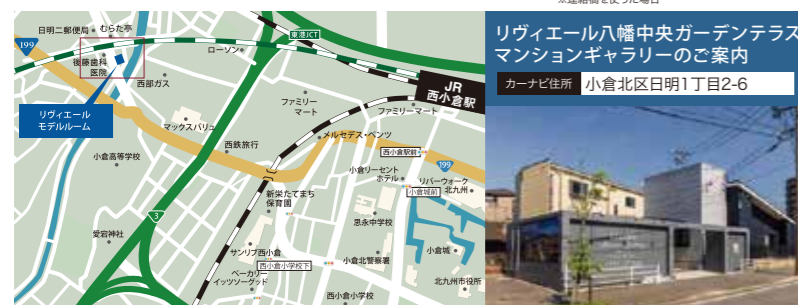 ※連絡橋を使った場合
リヴィエール八幡中央ガーデンテラス
マンションギャラリーのご案内
カーナビ住所 小倉北区日明1丁目2-6
日明二郵便局
むらた亭
199
後藤歯科
医院
西部ガス
リヴィエール
モデルルーム
ローソン
東港JCT
JR
西小倉駅
ファミリー
マート
ファミリーマート
マックスバリュ
西鉄旅行
メルセデス・ベンツ
西小倉駅前
199
小倉高等学校
小倉リーセント
ホテル
リバーウォーク
北九州
小倉城前
新栄たてまち
保育園
思永中学校
3
愛宕神社
サンリブ西小倉
西小倉小学校下
小倉北警察署
小倉城
ベーカリー
イッツソーグッド
北九州市役所
西小倉小学校